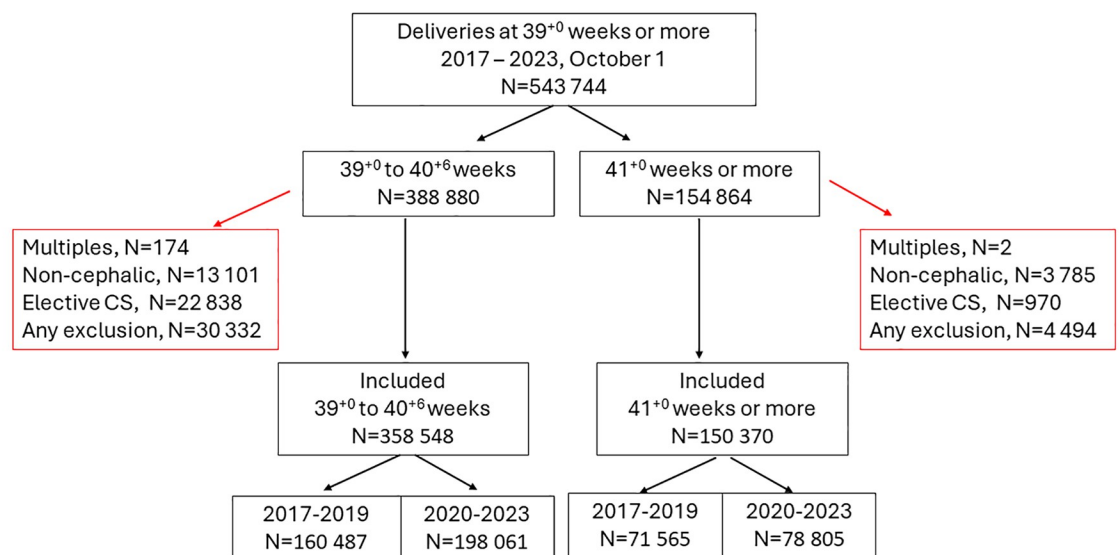 Deliveries at 39⁺⁰ weeks or more
2017 – 2023, October 1
N=543 744
39⁺⁰ to 40⁺⁶ weeks
N=388 880
41⁺⁰ weeks or more
N=154 864
Multiples, N=174
Non-cephalic, N=13 101
Elective CS, N=22 838
Any exclusion, N=30 332
Multiples, N=2
Non-cephalic, N=3 785
Elective CS, N=970
Any exclusion, N=4 494
Included
39⁺⁰ to 40⁺⁶ weeks
N=358 548
Included
41⁺⁰ weeks or more
N=150 370
2017-2019
N=160 487
2020-2023
N=198 061
2017-2019
N=71 565
2020-2023
N=78 805